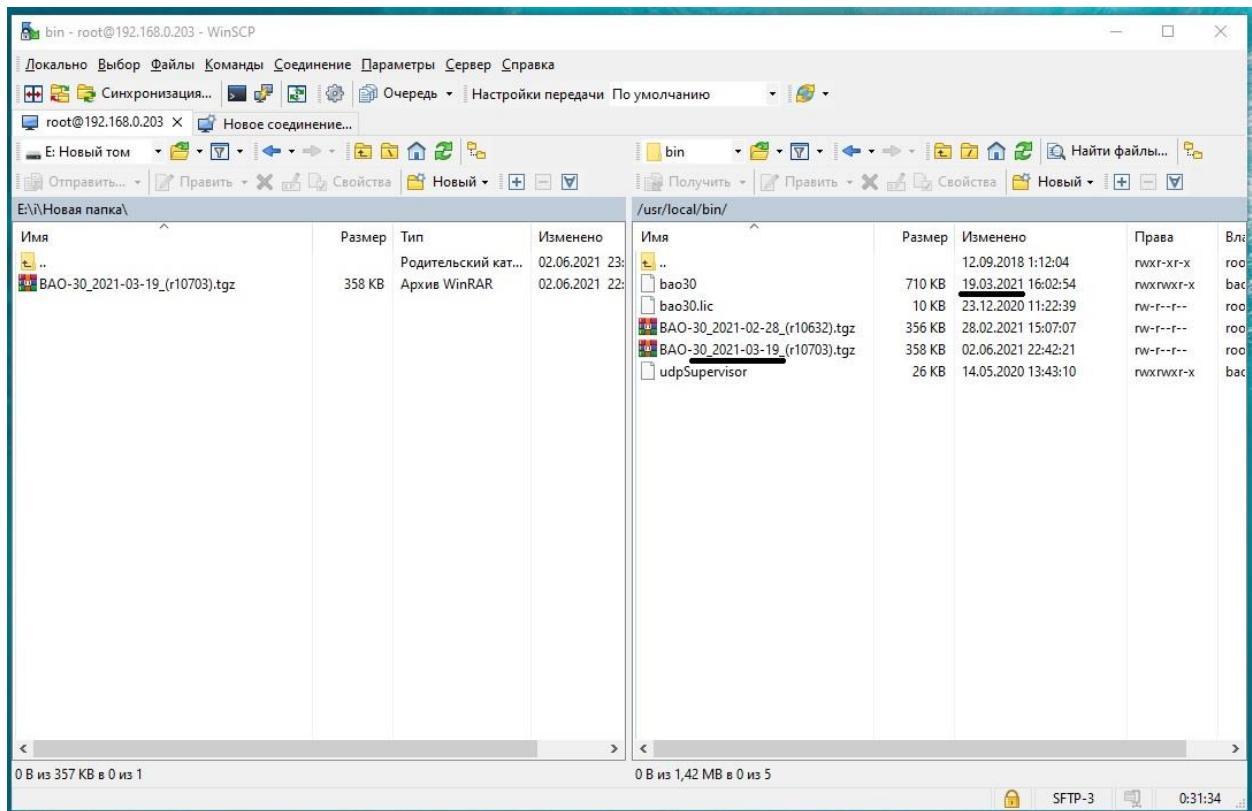 bin - root@192.168.0.203 - WinSCP
Локально Выбор Файлы Команды Соединение Параметры Сервер Справка
Синхронизация... Очередь Настройки передачи По умолчанию
root@192.168.0.203 Новое соединение...
E: Новый том bin Найти файлы...
Отправить... Править Свойства Новый Получить Править Свойства Новый
E:\i\Новая папка\ /usr/local/bin/
Имя Размер Тип Изменено Имя Размер Изменено Права Вла
.. Родительский кат... 02.06.2021 23: .. 12.09.2018 1:12:04 rwxr-xr-x roo
BAO-30_2021-03-19_(r10703).tgz 358 KB Архив WinRAR 02.06.2021 22: bao30 710 KB 19.03.2021 16:02:54 rwxrwxr-x bac
bao30.lic 10 KB 23.12.2020 11:22:39 rw-r--r-- roo
BAO-30_2021-02-28_(r10632).tgz 356 KB 28.02.2021 15:07:07 rw-r--r-- roo
BAO-30_2021-03-19_(r10703).tgz 358 KB 02.06.2021 22:42:21 rw-r--r-- roo
udpSupervisor 26 KB 14.05.2020 13:43:10 rwxrwxr-x bac
0 B из 357 KB в 0 из 1 0 B из 1,42 MB в 0 из 5
SFTP-3 0:31:34